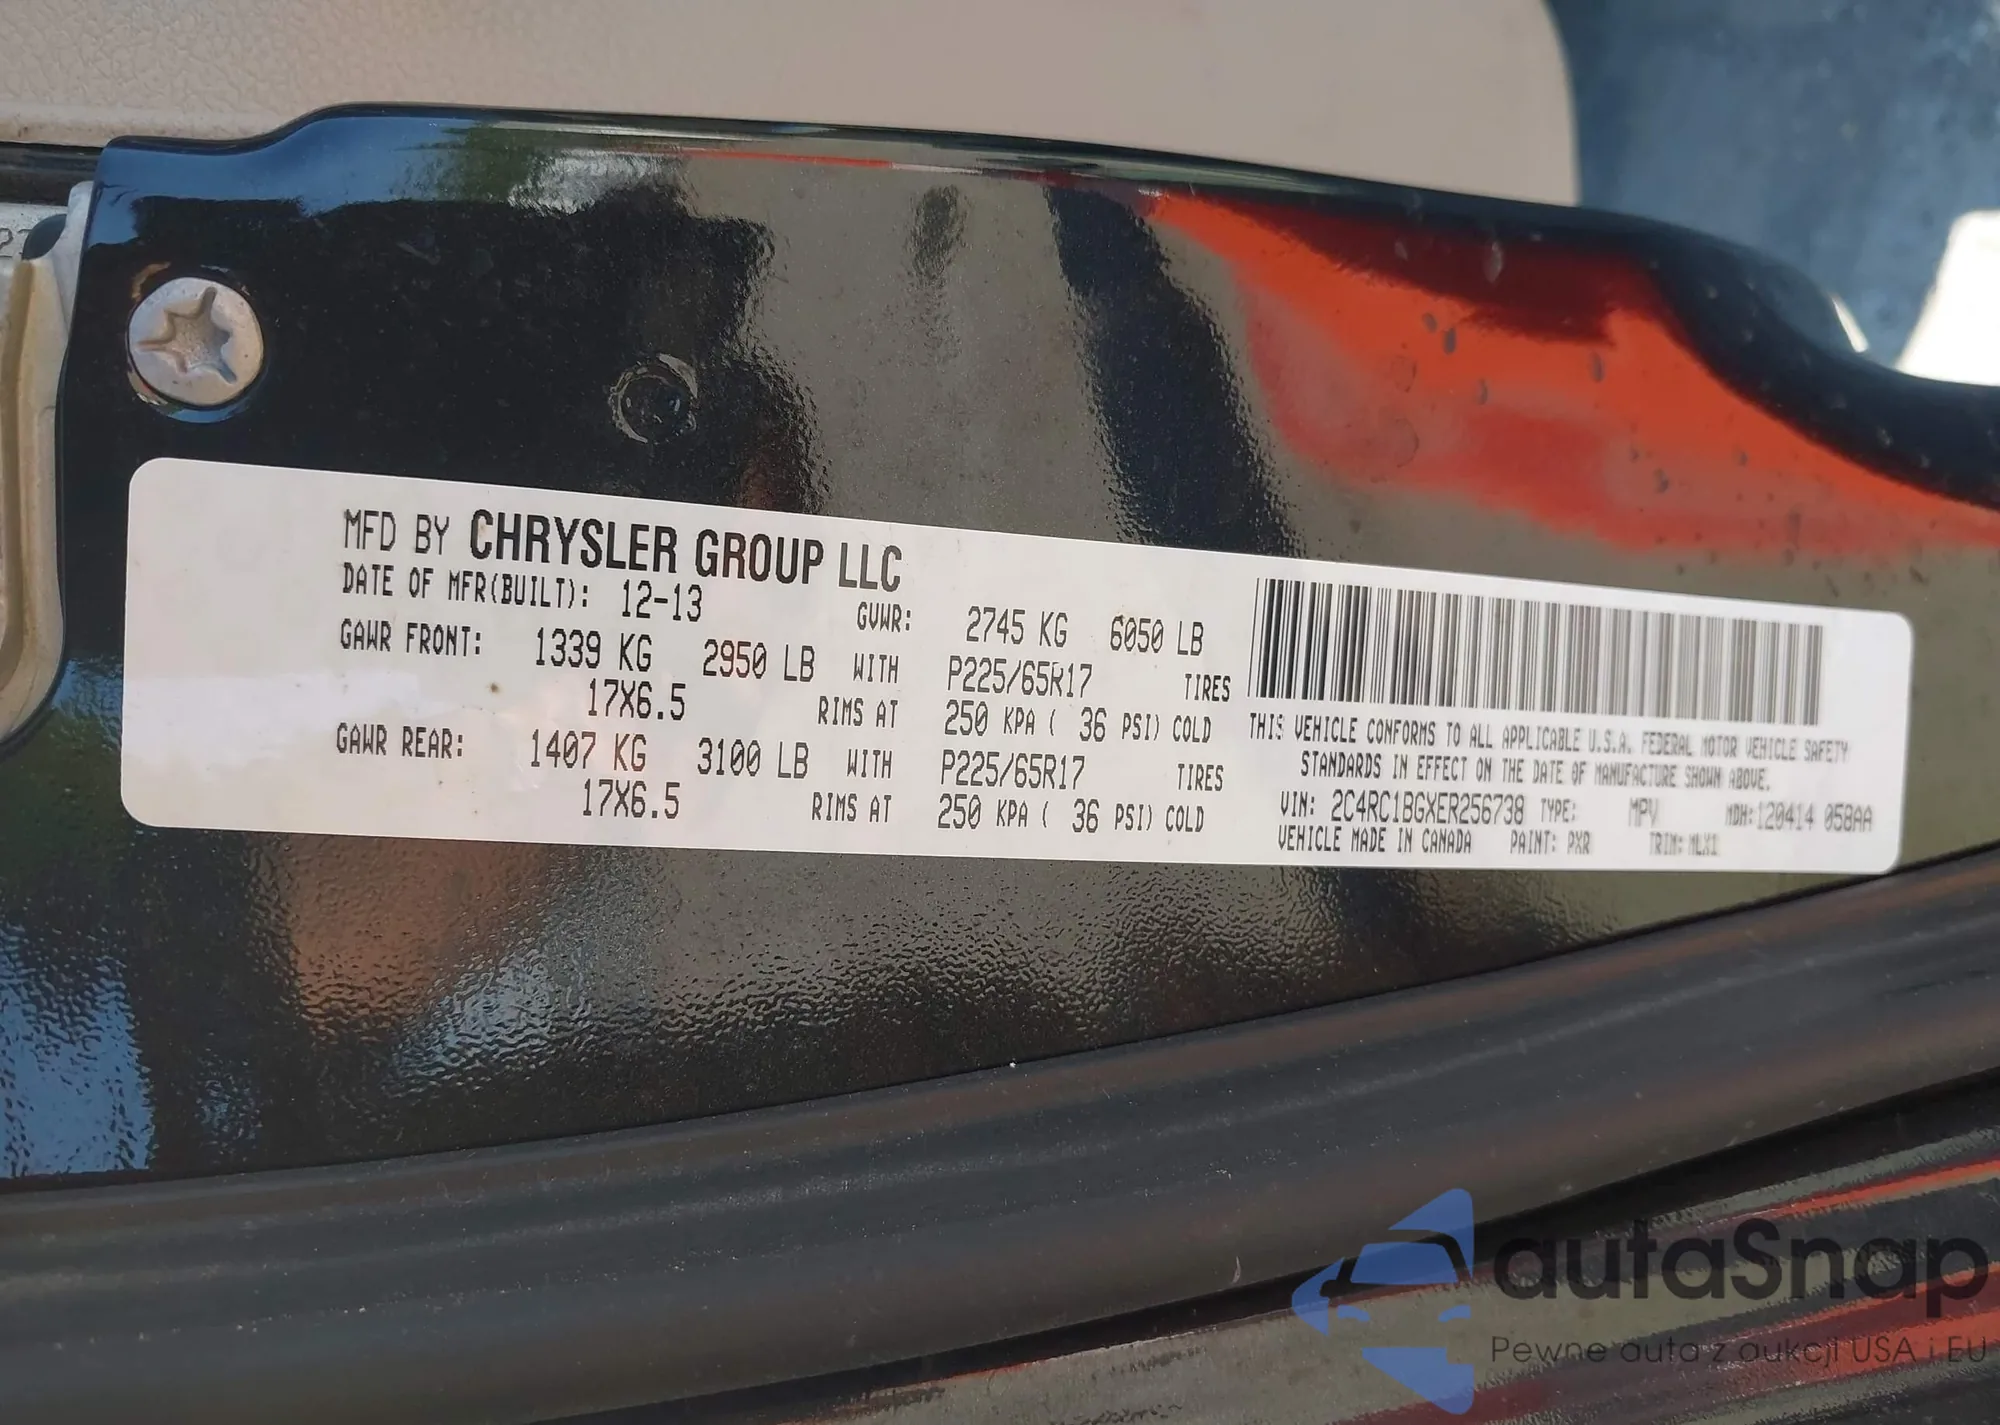 MFD BY CHRYSLER GROUP LLC
DATE OF MFR(BUILT): 12-13 GVWR: 2745 KG 6050 LB
GAWR FRONT: 1339 KG 2950 LB WITH P225/65R17 TIRES
17X6.5 RIMS AT 250 KPA ( 36 PSI) COLD
GAWR REAR: 1407 KG 3100 LB WITH P225/65R17 TIRES
17X6.5 RIMS AT 250 KPA ( 36 PSI) COLD
THIS VEHICLE CONFORMS TO ALL APPLICABLE U.S.A. FEDERAL MOTOR VEHICLE SAFETY
STANDARDS IN EFFECT ON THE DATE OF MANUFACTURE SHOWN ABOVE.
VIN: 2C4RC1BGXER256738 TYPE: MPV MDH:120414 058AA
VEHICLE MADE IN CANADA PAINT: PXR TRIM: MLX1
autaSnap
Pewne auta z aukcji USA i EU